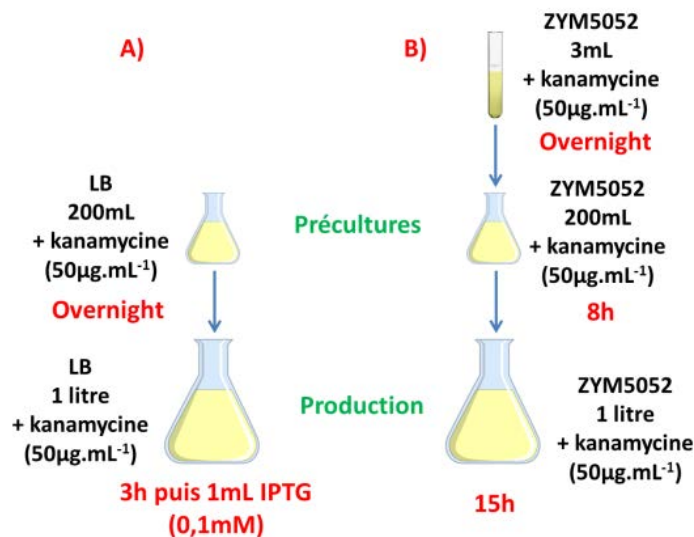 A)
LB
200mL
+ kanamycine
(50µg.mL⁻¹)
Overnight
LB
1 litre
+ kanamycine
(50µg.mL⁻¹)
3h puis 1mL IPTG
(0,1mM)
Précultures
Production
B)
ZYM5052
3mL
+ kanamycine
(50µg.mL⁻¹)
Overnight
ZYM5052
200mL
+ kanamycine
(50µg.mL⁻¹)
8h
ZYM5052
1 litre
+ kanamycine
(50µg.mL⁻¹)
15h